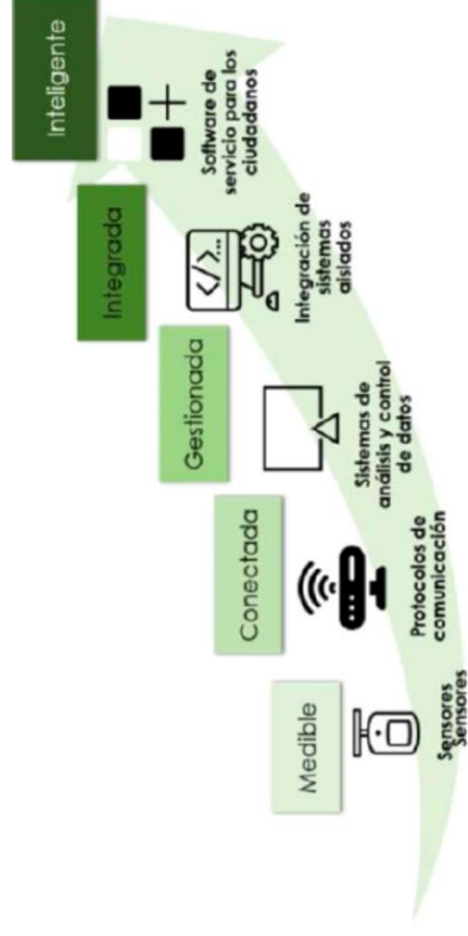 Medible
Sensores
Sensores
Conectada
Protocolos de
comunicación
Gestionada
Sistemas de
análisis y control
de datos
Integrada
</>...
Integración de
sistemas
aislados
Inteligente
Software de
servicio para los
ciudadanos